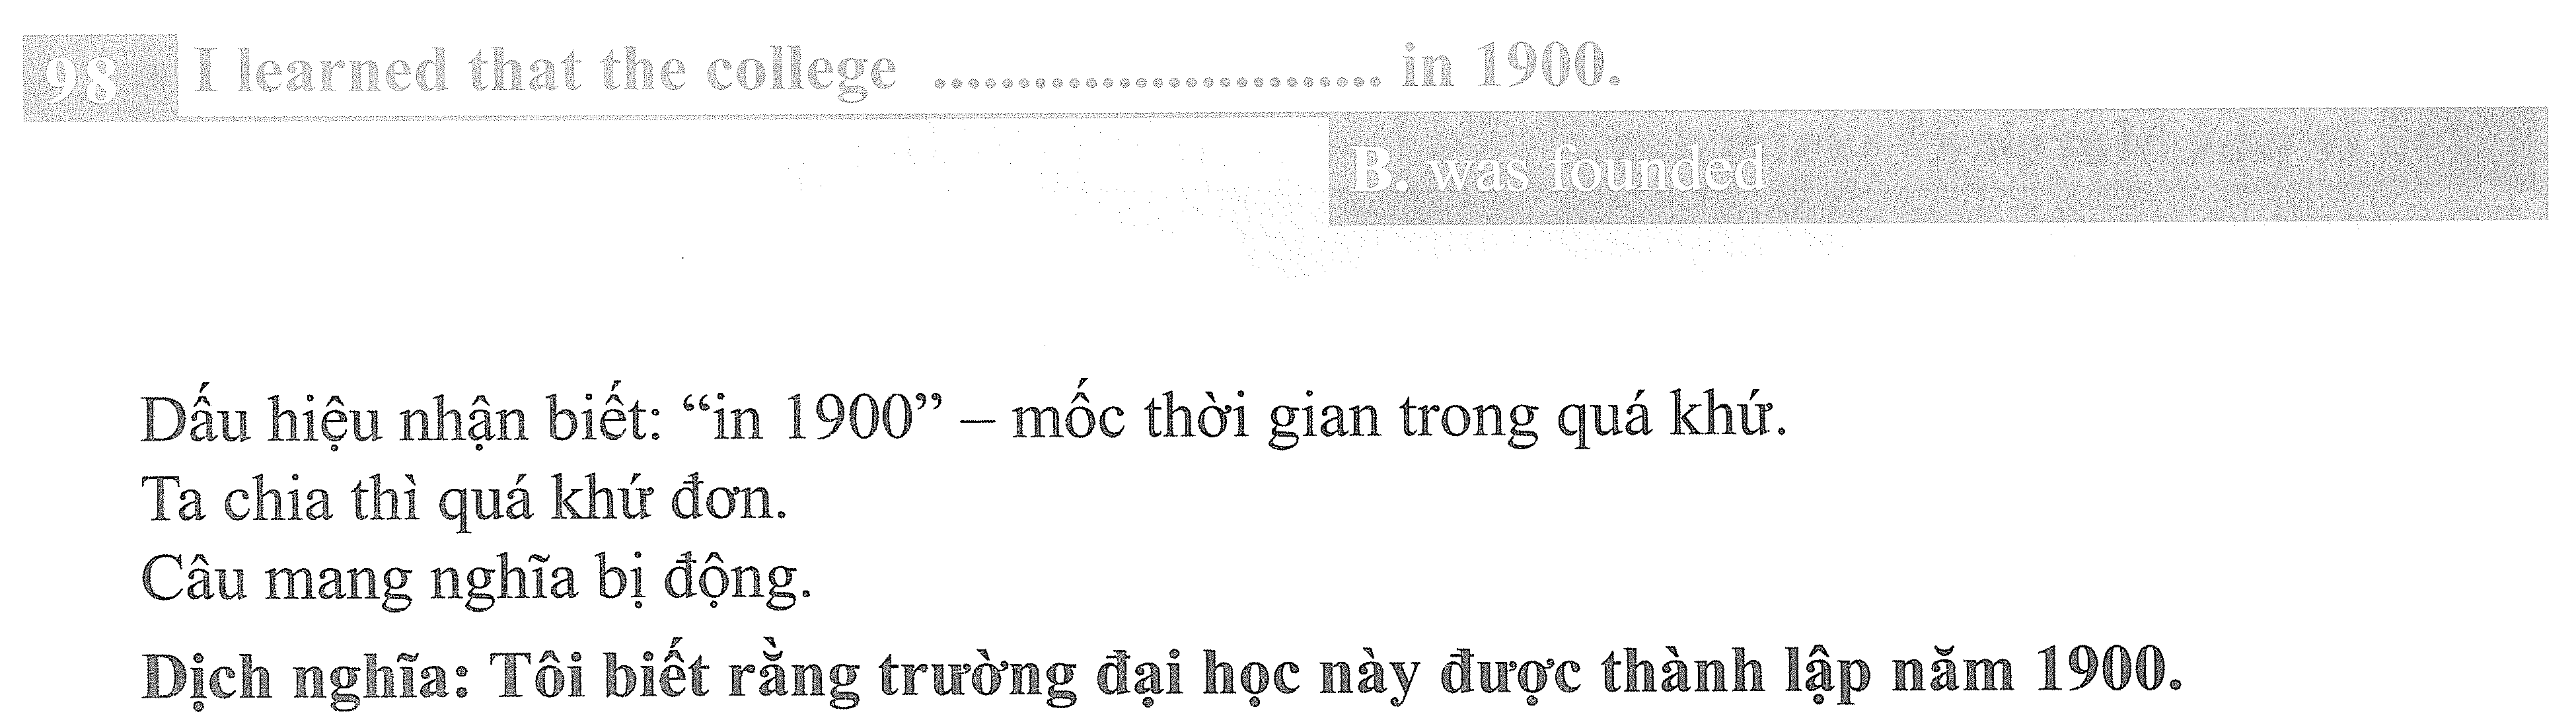 98 I learned that the college .......................... in 1900.
B. was founded
Dấu hiệu nhận biết: “in 1900” – mốc thời gian trong quá khứ.
Ta chia thì quá khứ đơn.
Câu mang nghĩa bị động.
Dịch nghĩa: Tôi biết rằng trường đại học này được thành lập năm 1900.